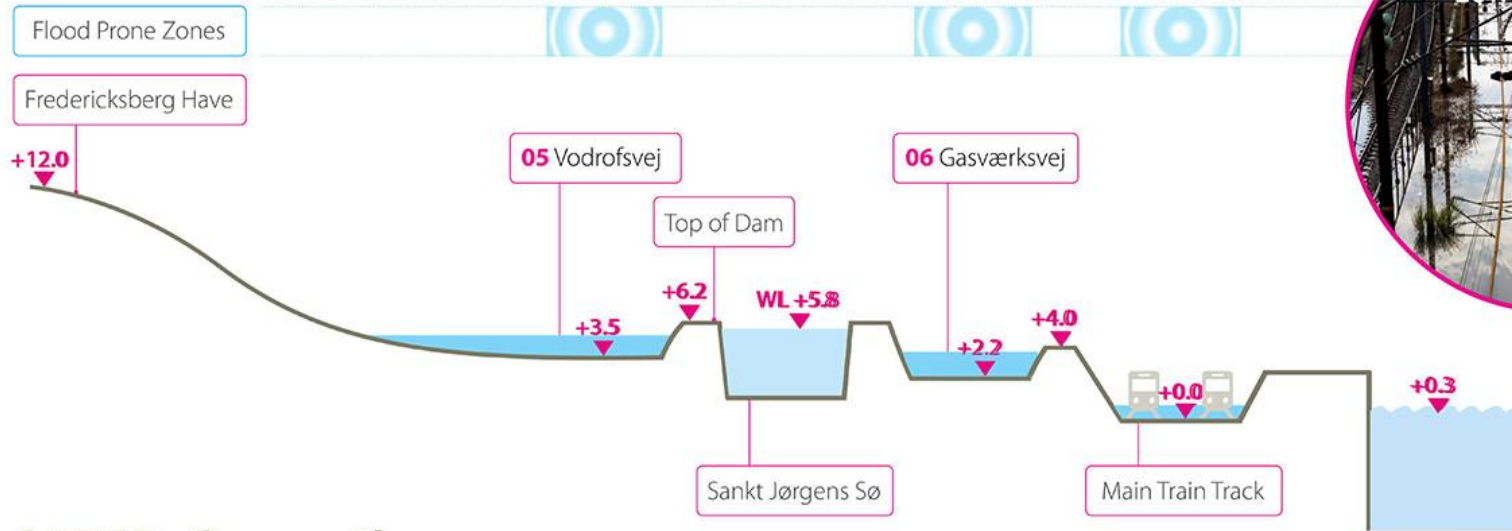 Flood Prone Zones
Fredericksberg Have
+12.0
05 Vodrofsvej
06 Gasværksvej
Top of Dam
+6.2
WL +5.8
+3.5
+4.0
+2.2
+0.0
+0.3
Sankt Jørgens Sø
Main Train Track